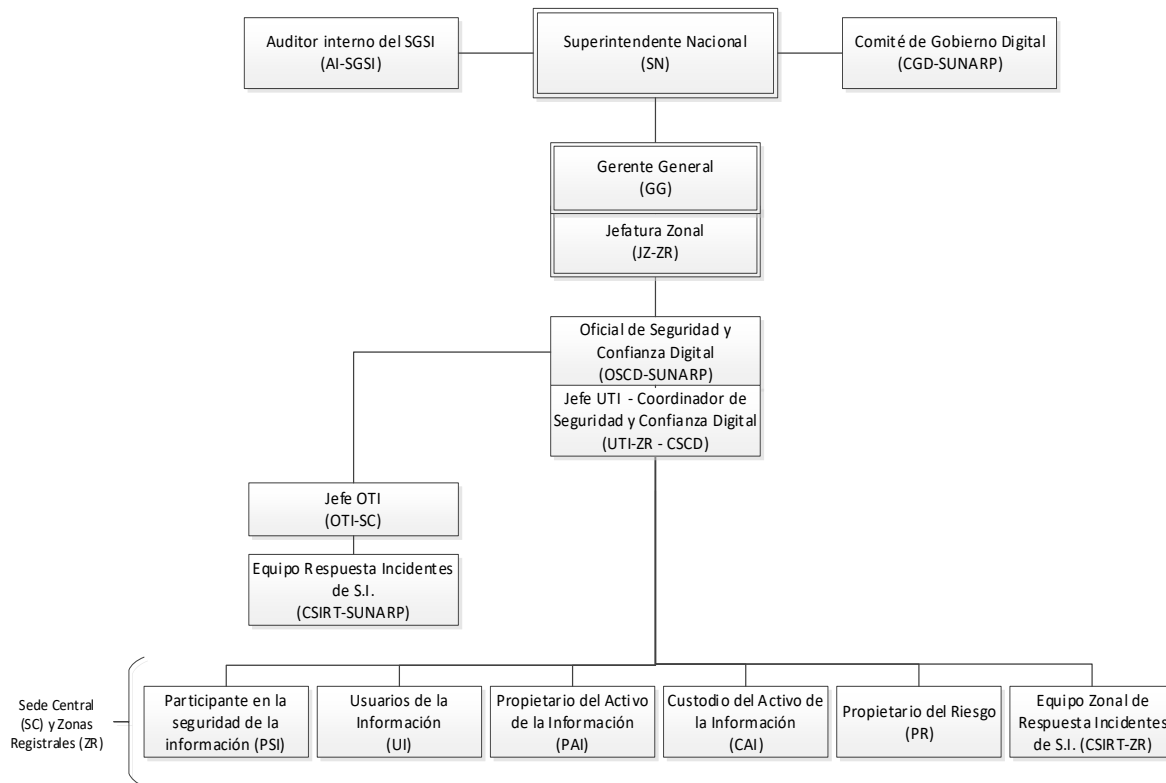 Auditor interno del SGSI
(AI-SGSI)
Superintendente Nacional
(SN)
Comité de Gobierno Digital
(CGD-SUNARP)
Gerente General
(GG)
Jefatura Zonal
(JZ-ZR)
Oficial de Seguridad y
Confianza Digital
(OSCD-SUNARP)
Jefe UTI - Coordinador de
Seguridad y Confianza Digital
(UTI-ZR - CSCD)
Jefe OTI
(OTI-SC)
Equipo Respuesta Incidentes
de S.I.
(CSIRT-SUNARP)
Sede Central
(SC) y Zonas
Registrales (ZR)
Participante en la
seguridad de la
información (PSI)
Usuarios de la
Información
(UI)
Propietario del Activo
de la Información
(PAI)
Custodio del Activo de
la Información
(CAI)
Propietario del Riesgo
(PR)
Equipo Zonal de
Respuesta Incidentes
de S.I. (CSIRT-ZR)